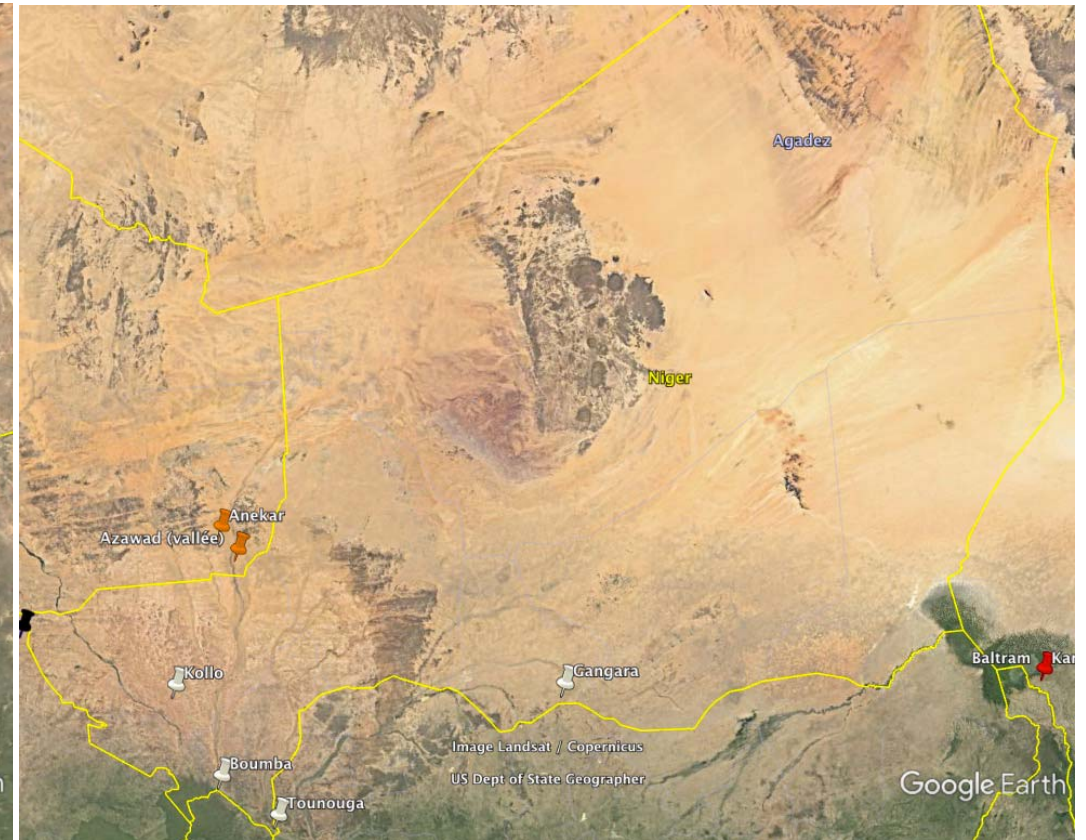 Agadez
Niger
Anekar
Azawad (vallée)
Kollo
Gangara
Baltram
Kar
Boumba
Tounouga
Image Landsat / Copernicus
US Dept of State Geographer
Google Earth